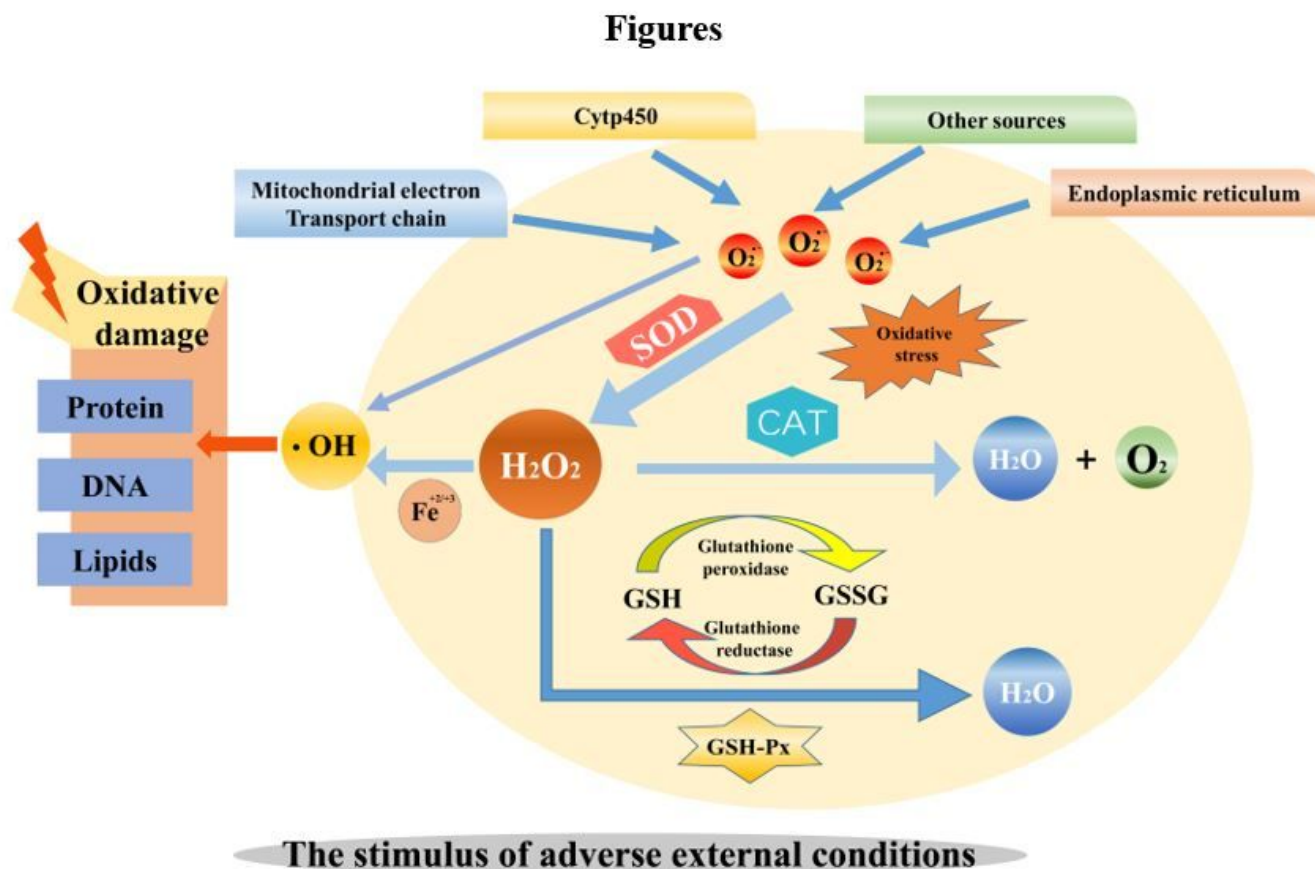 Figures
Cytp450
Other sources
Mitochondrial electron
Transport chain
Endoplasmic reticulum
O₂·⁻
O₂·⁻
O₂·⁻
Oxidative
damage
SOD
Oxidative
stress
Protein
DNA
Lipids
· OH
Fe⁺²/⁺³
H₂O₂
CAT
H₂O + O₂
Glutathione
peroxidase
GSH
GSSG
Glutathione
reductase
H₂O
GSH-Px
The stimulus of adverse external conditions